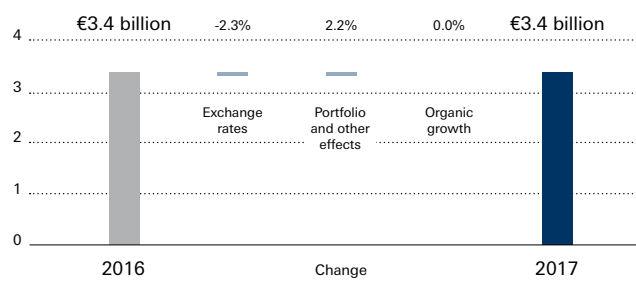 €3.4 billion -2.3% 2.2% 0.0% €3.4 billion
4
3
Exchange Portfolio Organic
rates and other growth
effects
2
1
0
2016 Change 2017